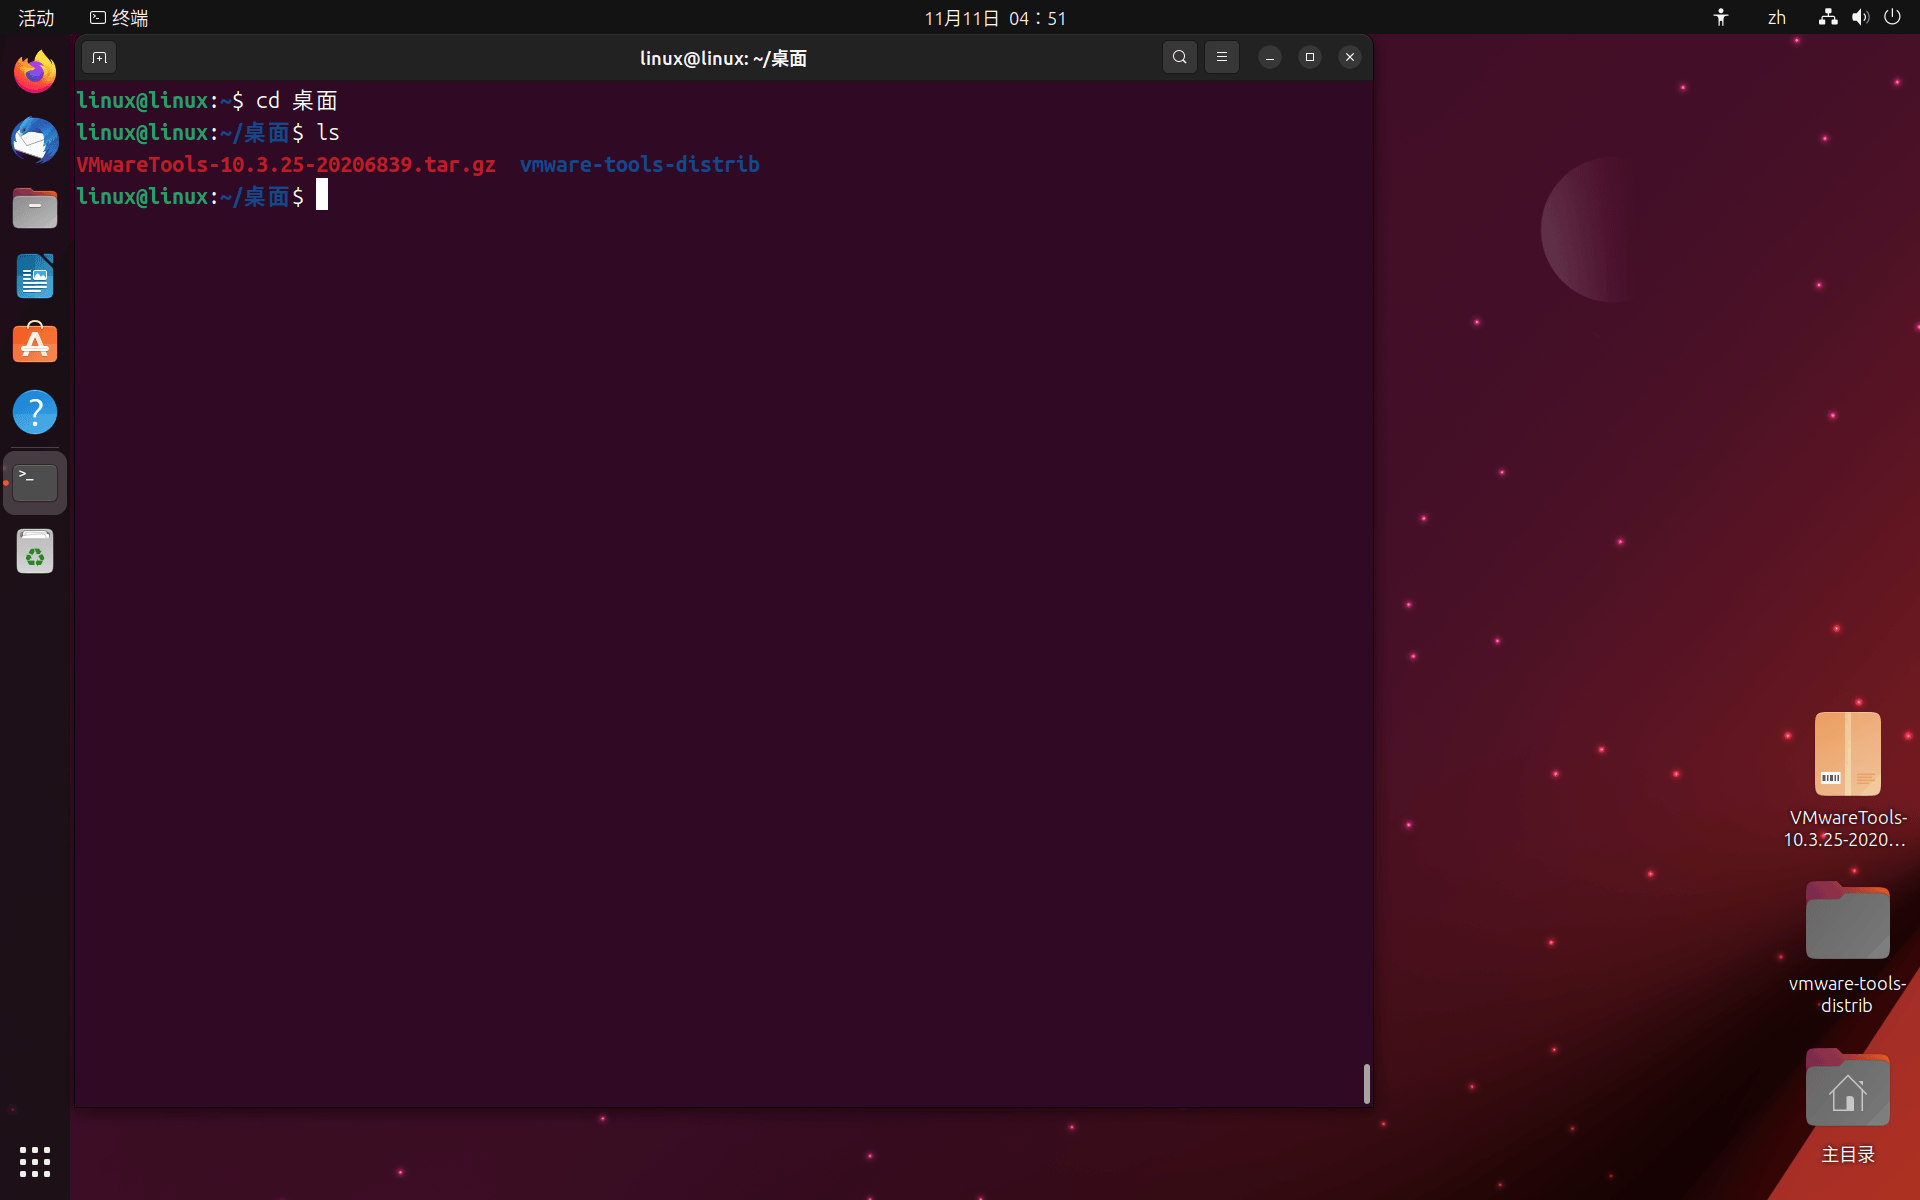 活动 终端 11月11日 04：51 zh
linux@linux: ~/桌面
linux@linux:~$ cd 桌面
linux@linux:~/桌面$ ls
VMwareTools-10.3.25-20206839.tar.gz vmware-tools-distrib
linux@linux:~/桌面$
VMwareTools-
10.3.25-2020...
vmware-tools-
distrib
主目录